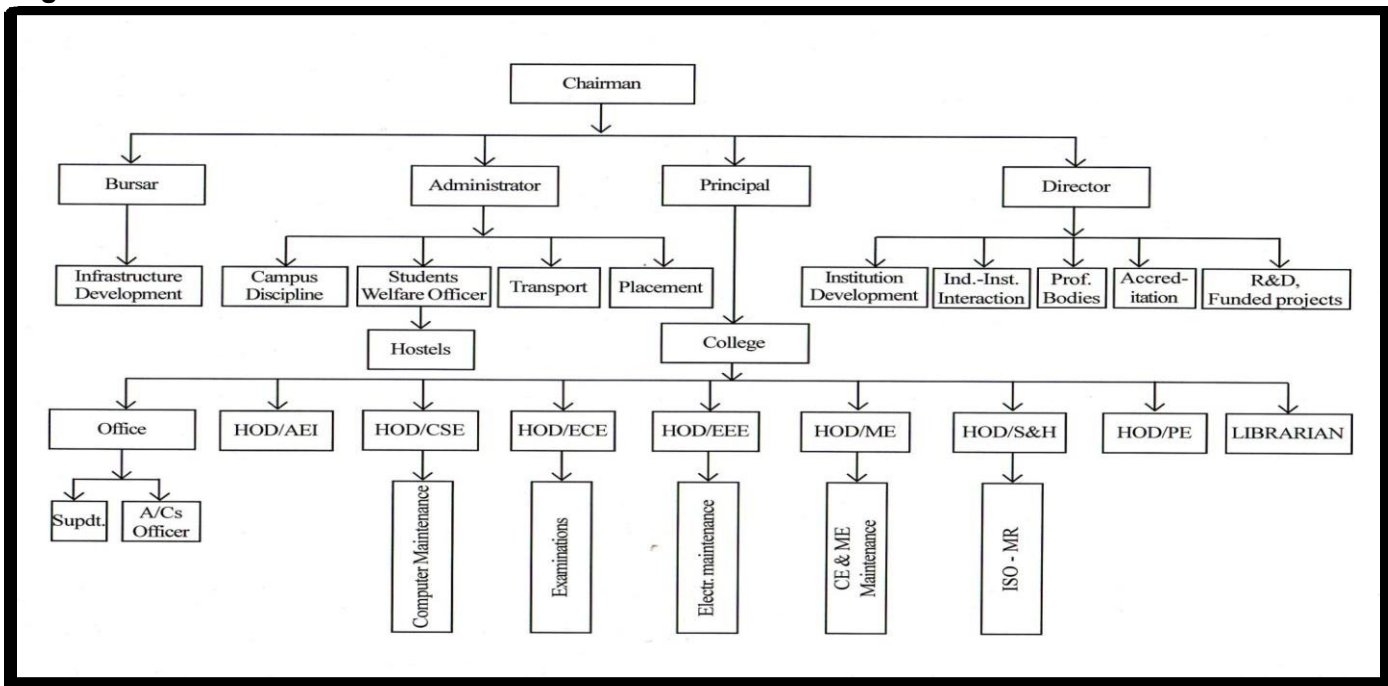 Chairman
Bursar
Administrator
Principal
Director
Infrastructure
Development
Campus
Discipline
Students
Welfare Officer
Transport
Placement
Institution
Development
Ind.-Inst.
Interaction
Prof.
Bodies
Accred-
itation
R&D,
Funded projects
Hostels
College
Office
HOD/AEI
HOD/CSE
HOD/ECE
HOD/EEE
HOD/ME
HOD/S&H
HOD/PE
LIBRARIAN
Supdt.
A/Cs
Officer
Computer Maintenance
Examinations
Electr. maintenance
CE & ME
Maintenance
ISO - MR